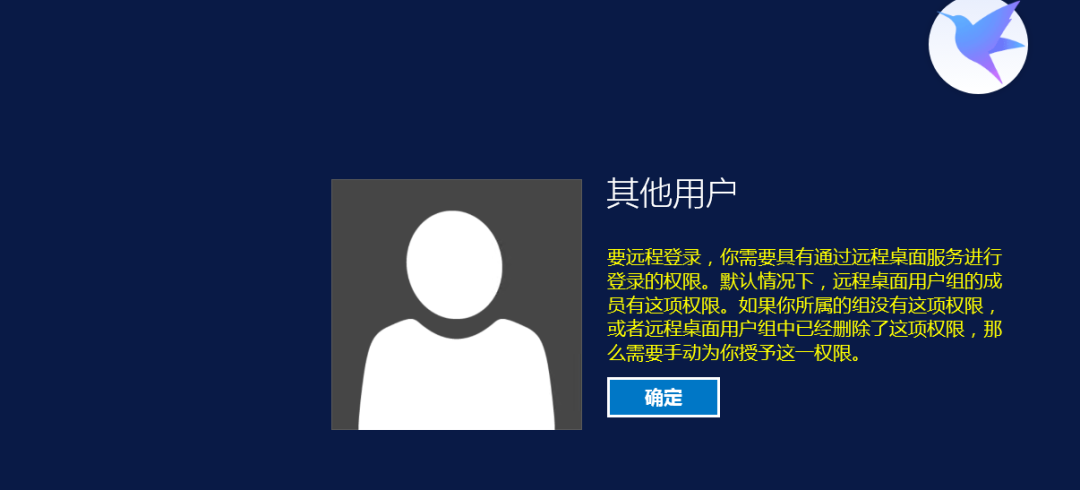 其他用户
要远程登录，你需要具有通过远程桌面服务进行
登录的权限。默认情况下，远程桌面用户组的成
员有这项权限。如果你所属的组没有这项权限，
或者远程桌面用户组中已经删除了这项权限，那
么需要手动为你授予这一权限。
确定